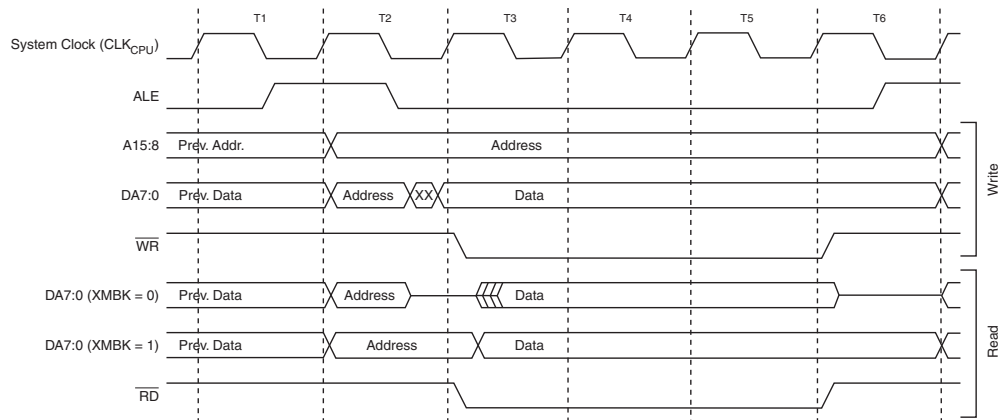 T1 T2 T3 T4 T5 T6
System Clock (CLKCPU)
ALE
A15:8 Prev. Addr. Address
DA7:0 Prev. Data Address XX Data
WR
DA7:0 (XMBK = 0) Prev. Data Address Data
DA7:0 (XMBK = 1) Prev. Data Address Data
RD
Write
Read